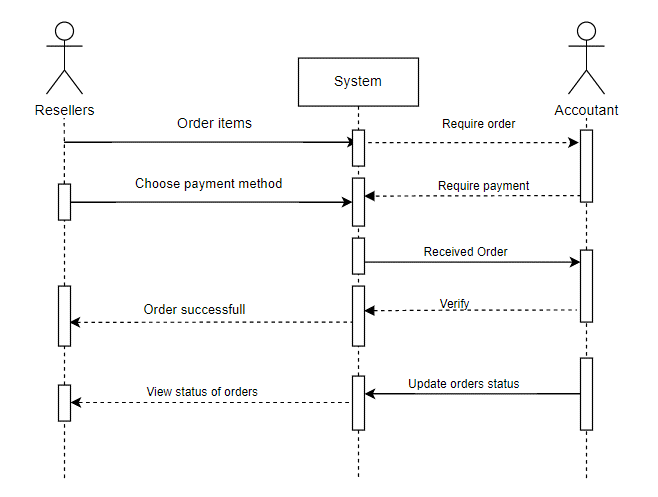 System
Resellers
Accoutant
Order items
Require order
Choose payment method
Require payment
Received Order
Order successfull
Verify
View status of orders
Update orders status